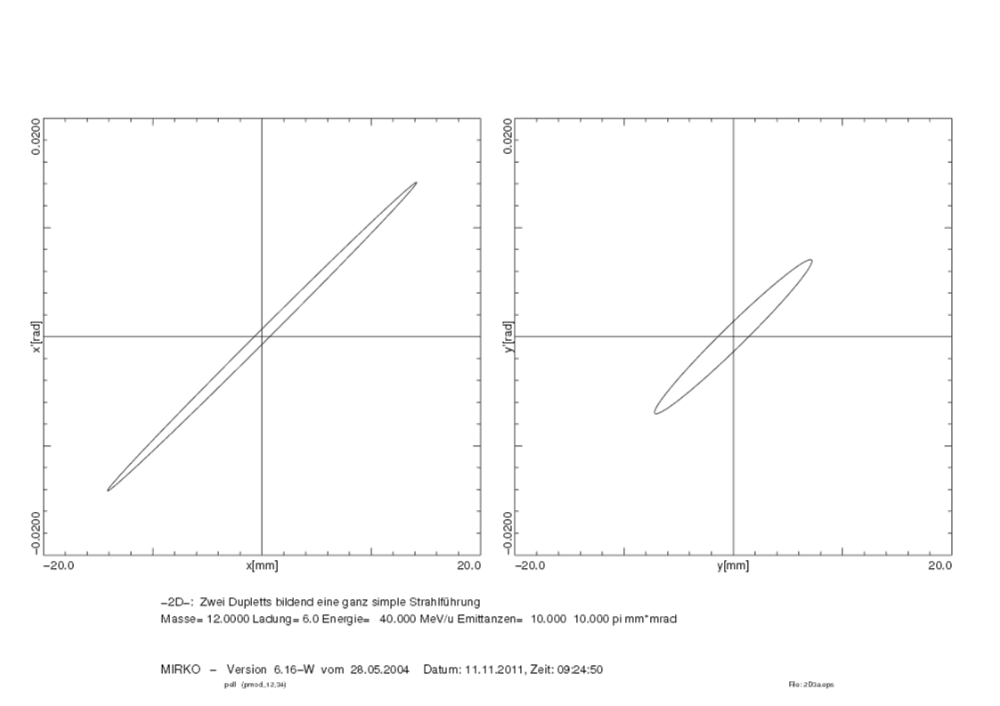 0.0200
0.0200
x'[rad]
y'[rad]
−0.0200
−0.0200
−20.0 x[mm] 20.0
−20.0 y[mm] 20.0
−2D−: Zwei Dupletts bildend eine ganz simple Strahlführung
Masse= 12.0000 Ladung= 6.0 Energie= 40.000 MeV/u Emittanzen= 10.000 10.000 pi mm*mrad
MIRKO − Version 6.16−W vom 28.05.2004 Datum: 11.11.2011, Zeit: 09:24:50